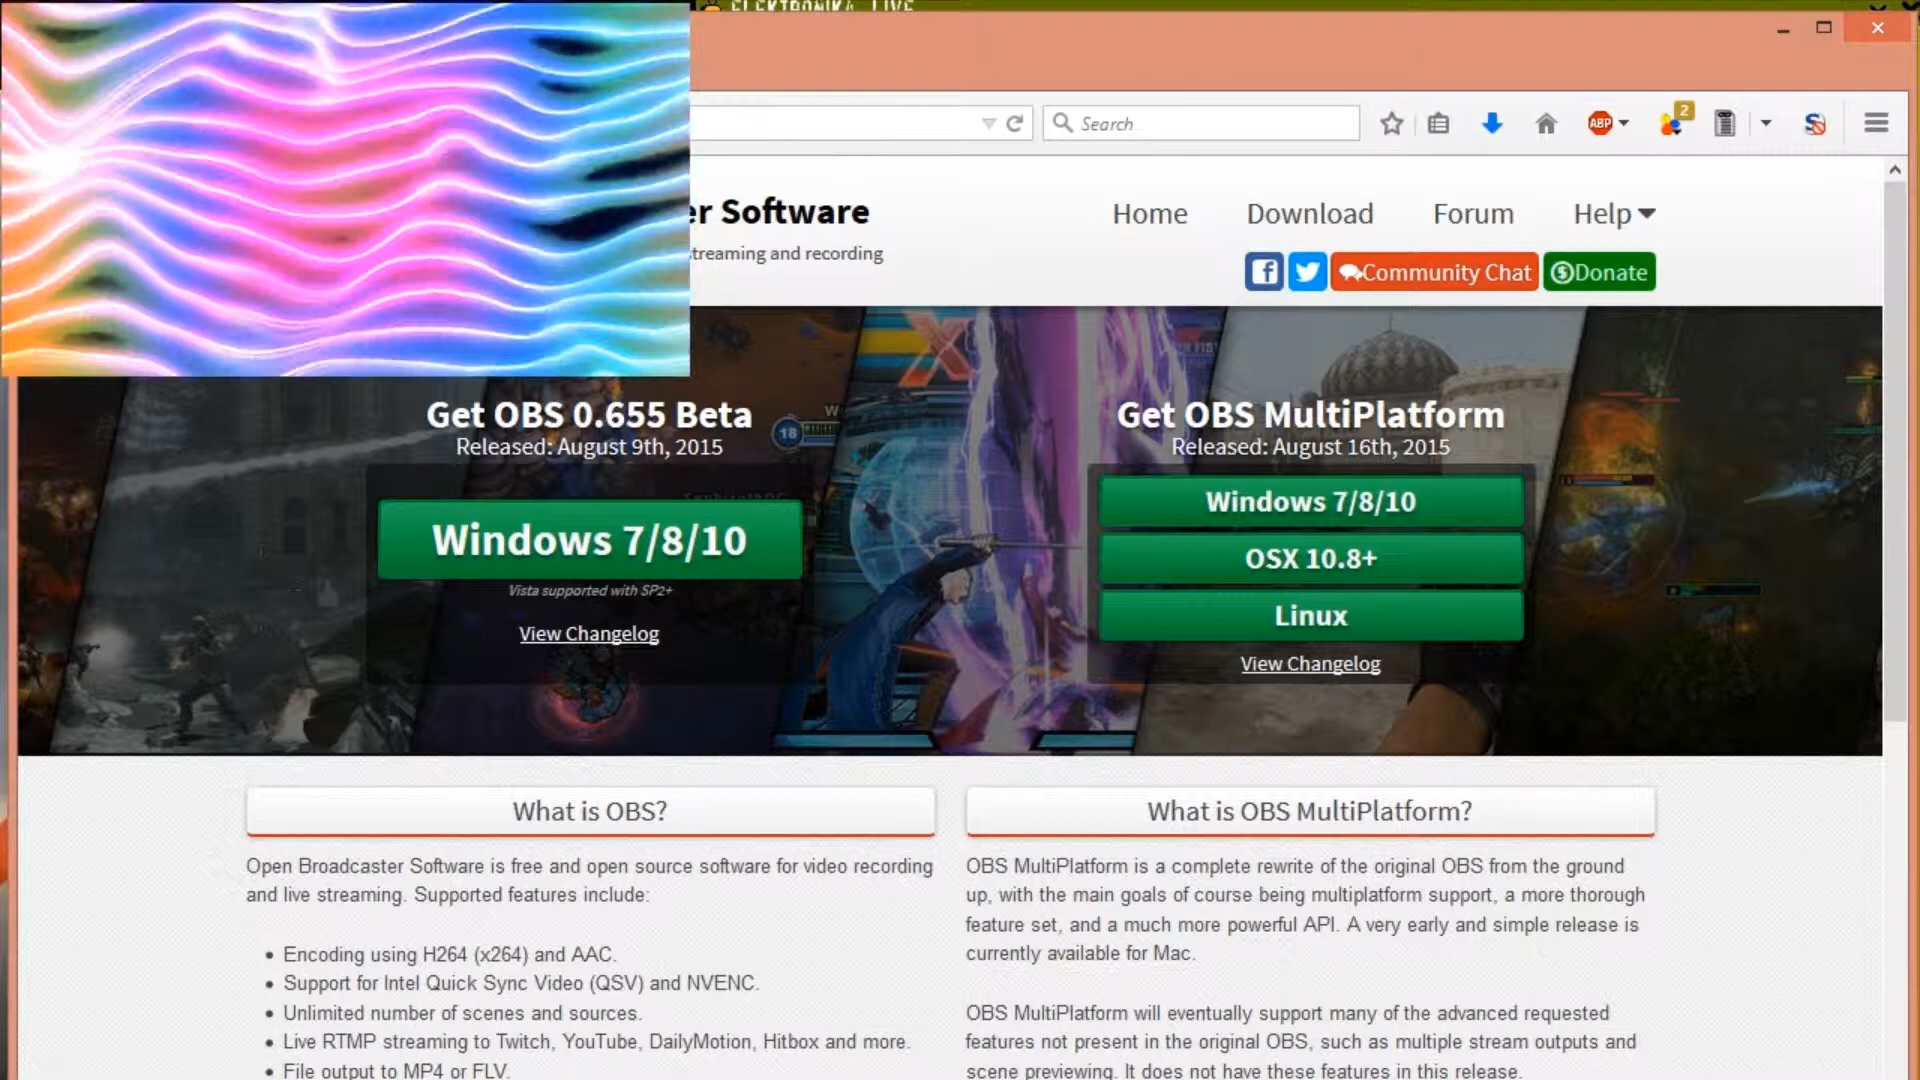 ELEKTRONIKA LIVE
Search
ABP
2
er Software
Home Download Forum Help
treaming and recording
Community Chat Donate
Get OBS 0.655 Beta
Released: August 9th, 2015
18
Windows 7/8/10
Vista supported with SP2+
View Changelog
Get OBS MultiPlatform
Released: August 16th, 2015
Windows 7/8/10
OSX 10.8+
Linux
View Changelog
What is OBS?
Open Broadcaster Software is free and open source software for video recording
and live streaming. Supported features include:
Encoding using H264 (x264) and AAC.
Support for Intel Quick Sync Video (QSV) and NVENC.
Unlimited number of scenes and sources.
Live RTMP streaming to Twitch, YouTube, DailyMotion, Hitbox and more.
File output to MP4 or FLV.
What is OBS MultiPlatform?
OBS MultiPlatform is a complete rewrite of the original OBS from the ground
up, with the main goals of course being multiplatform support, a more thorough
feature set, and a much more powerful API. A very early and simple release is
currently available for Mac.
OBS MultiPlatform will eventually support many of the advanced requested
features not present in the original OBS, such as multiple stream outputs and
scene previewing. It does not have these features in this release.